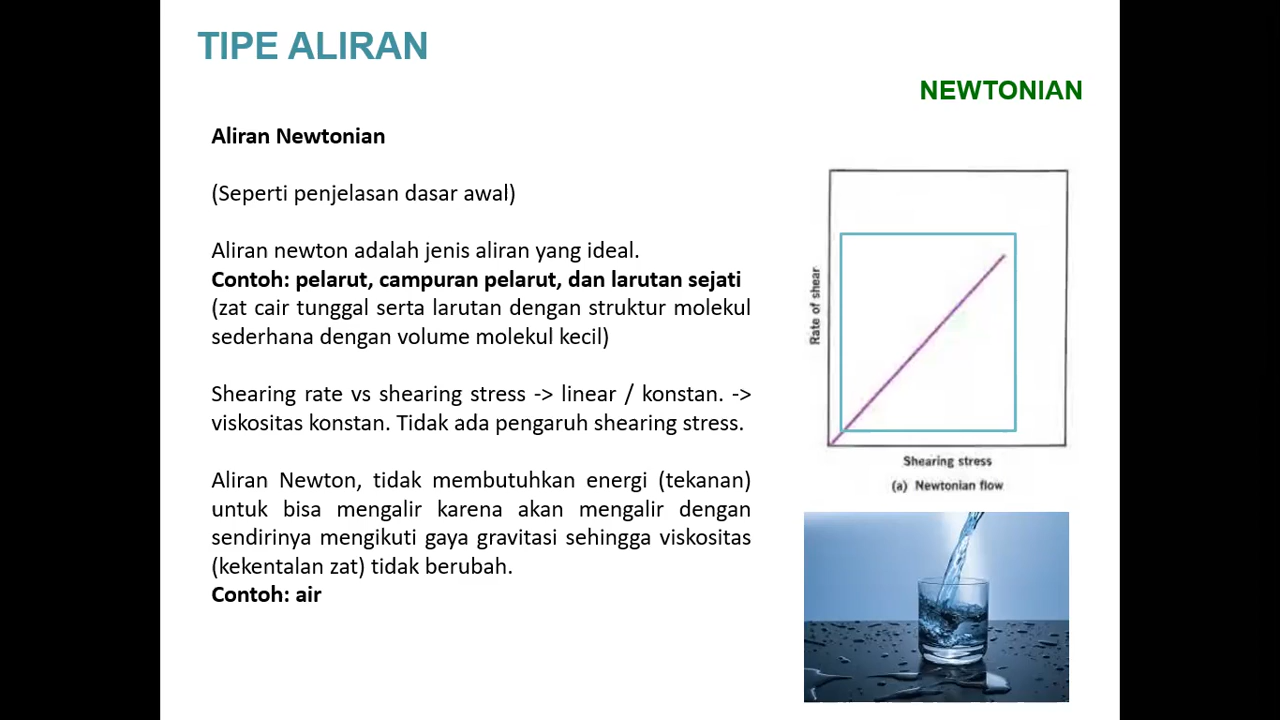 TIPE ALIRAN
NEWTONIAN
Aliran Newtonian
(Seperti penjelasan dasar awal)
Aliran newton adalah jenis aliran yang ideal.
Contoh: pelarut, campuran pelarut, dan larutan sejati
(zat cair tunggal serta larutan dengan struktur molekul
sederhana dengan volume molekul kecil)
Shearing rate vs shearing stress -> linear / konstan. ->
viskositas konstan. Tidak ada pengaruh shearing stress.
Aliran Newton, tidak membutuhkan energi (tekanan)
untuk bisa mengalir karena akan mengalir dengan
sendirinya mengikuti gaya gravitasi sehingga viskositas
(kekentalan zat) tidak berubah.
Contoh: air
Rate of shear
Shearing stress
(a) Newtonian flow